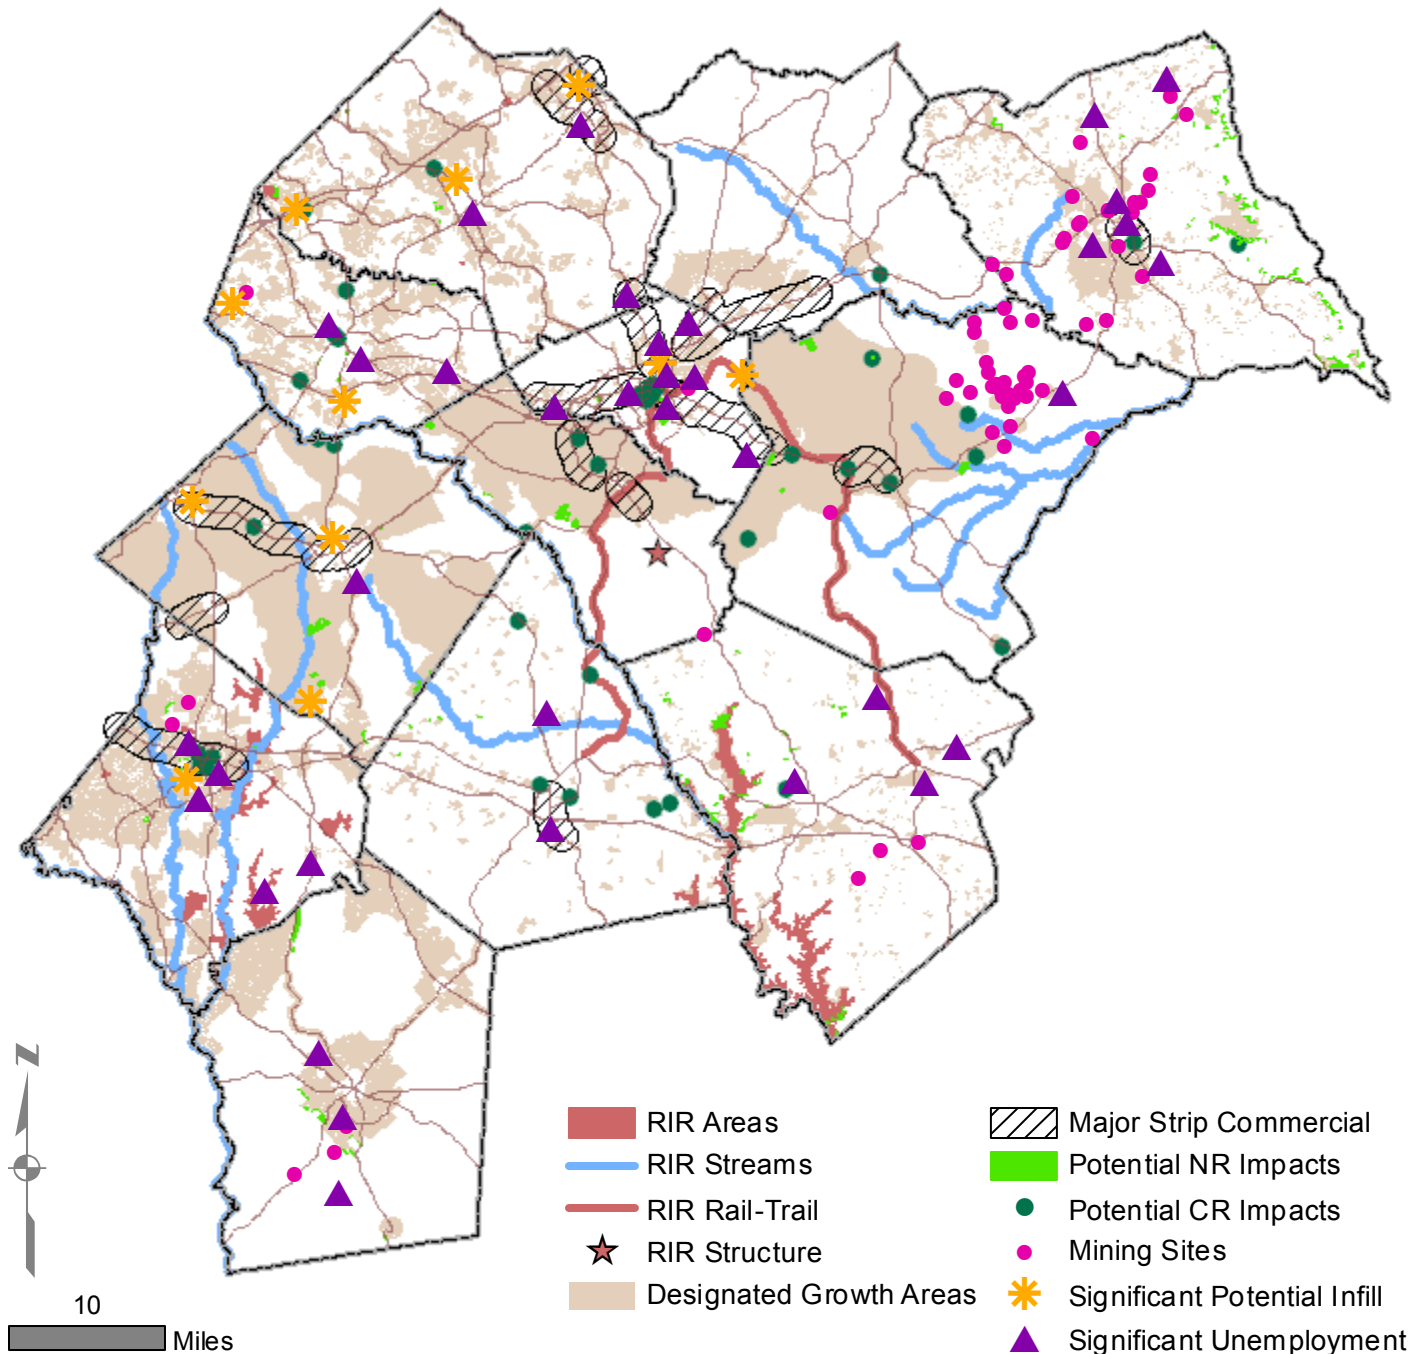 N
10
Miles
RIR Areas
RIR Streams
RIR Rail-Trail
RIR Structure
Designated Growth Areas
Major Strip Commercial
Potential NR Impacts
Potential CR Impacts
Mining Sites
Significant Potential Infill
Significant Unemployment